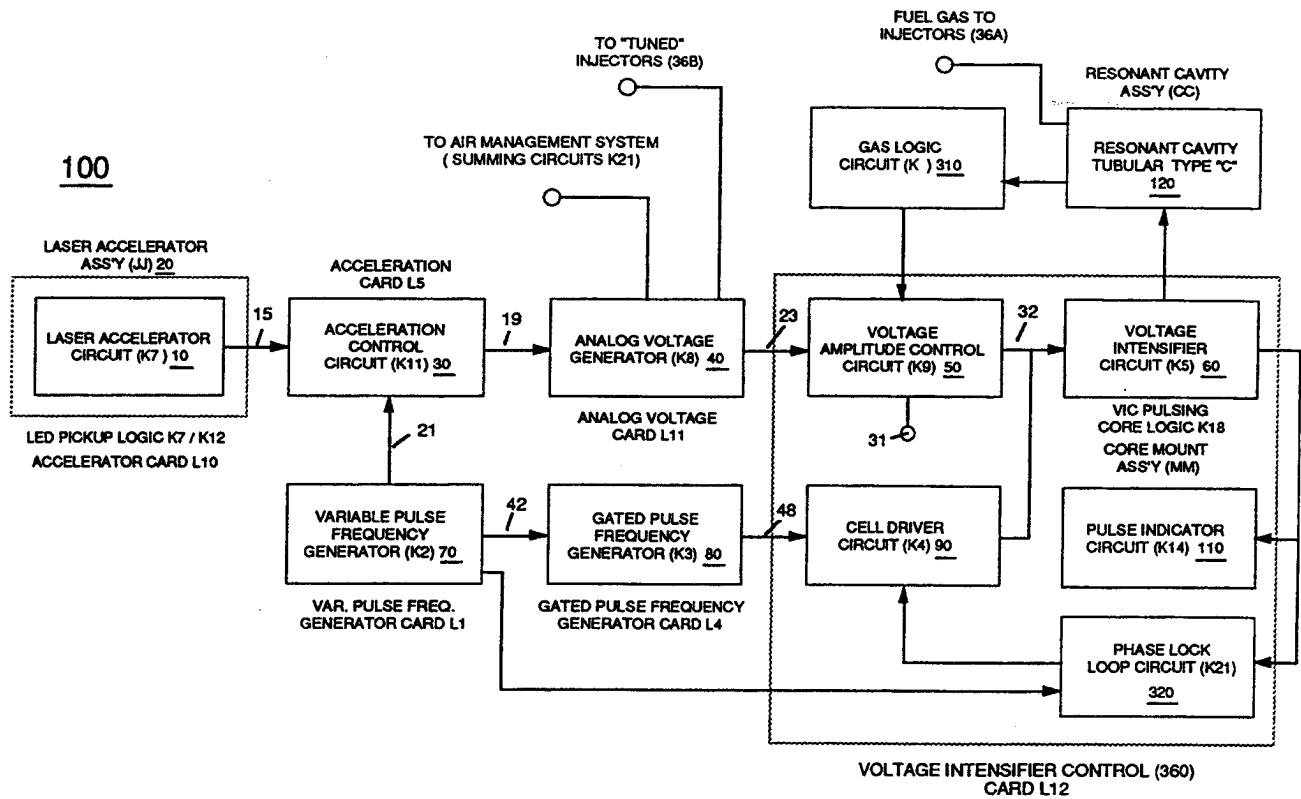 FUEL GAS TO
INJECTORS (36A)
TO "TUNED"
INJECTORS (36B)
RESONANT CAVITY
ASS'Y (CC)
TO AIR MANAGEMENT SYSTEM
( SUMMING CIRCUITS K21)
GAS LOGIC
CIRCUIT (K ) 310
RESONANT CAVITY
TUBULAR TYPE "C"
120
100
LASER ACCELERATOR
ASS'Y (JJ) 20
ACCELERATION
CARD L5
15
19
23
32
LASER ACCELERATOR
CIRCUIT (K7) 10
ACCELERATION
CONTROL
CIRCUIT (K11) 30
ANALOG VOLTAGE
GENERATOR (K8) 40
VOLTAGE
AMPLITUDE CONTROL
CIRCUIT (K9) 50
VOLTAGE
INTENSIFIER
CIRCUIT (K5) 60
LED PICKUP LOGIC K7 / K12
ACCELERATOR CARD L10
21
ANALOG VOLTAGE
CARD L11
31
VIC PULSING
CORE LOGIC K18
CORE MOUNT
ASS'Y (MM)
VARIABLE PULSE
FREQUENCY
GENERATOR (K2) 70
42
GATED PULSE
FREQUENCY
GENERATOR (K3) 80
48
CELL DRIVER
CIRCUIT (K4) 90
PULSE INDICATOR
CIRCUIT (K14) 110
VAR. PULSE FREQ.
GENERATOR CARD L1
GATED PULSE FREQUENCY
GENERATOR CARD L4
PHASE LOCK
LOOP CIRCUIT (K21)
320
VOLTAGE INTENSIFIER CONTROL (360)
CARD L12